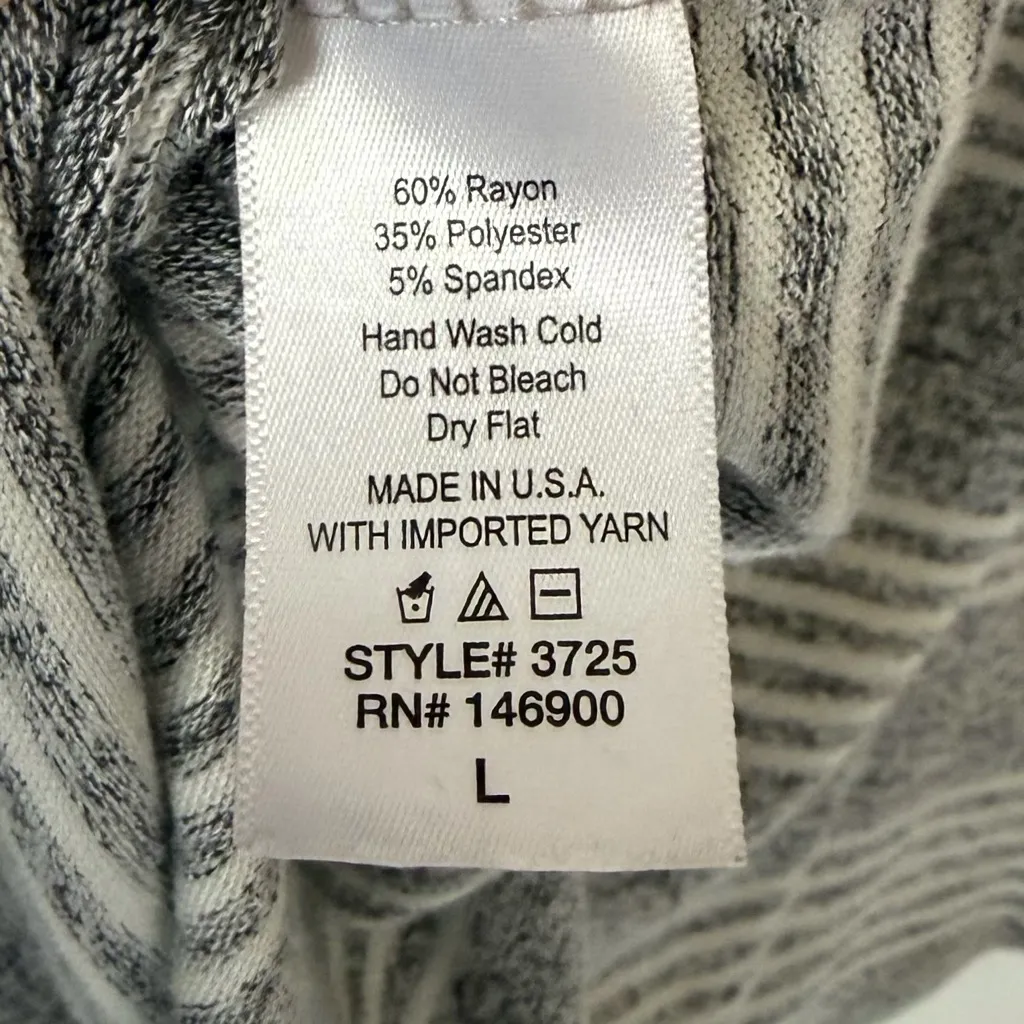 60% Rayon
35% Polyester
5% Spandex
Hand Wash Cold
Do Not Bleach
Dry Flat
MADE IN U.S.A.
WITH IMPORTED YARN
STYLE# 3725
RN# 146900
L